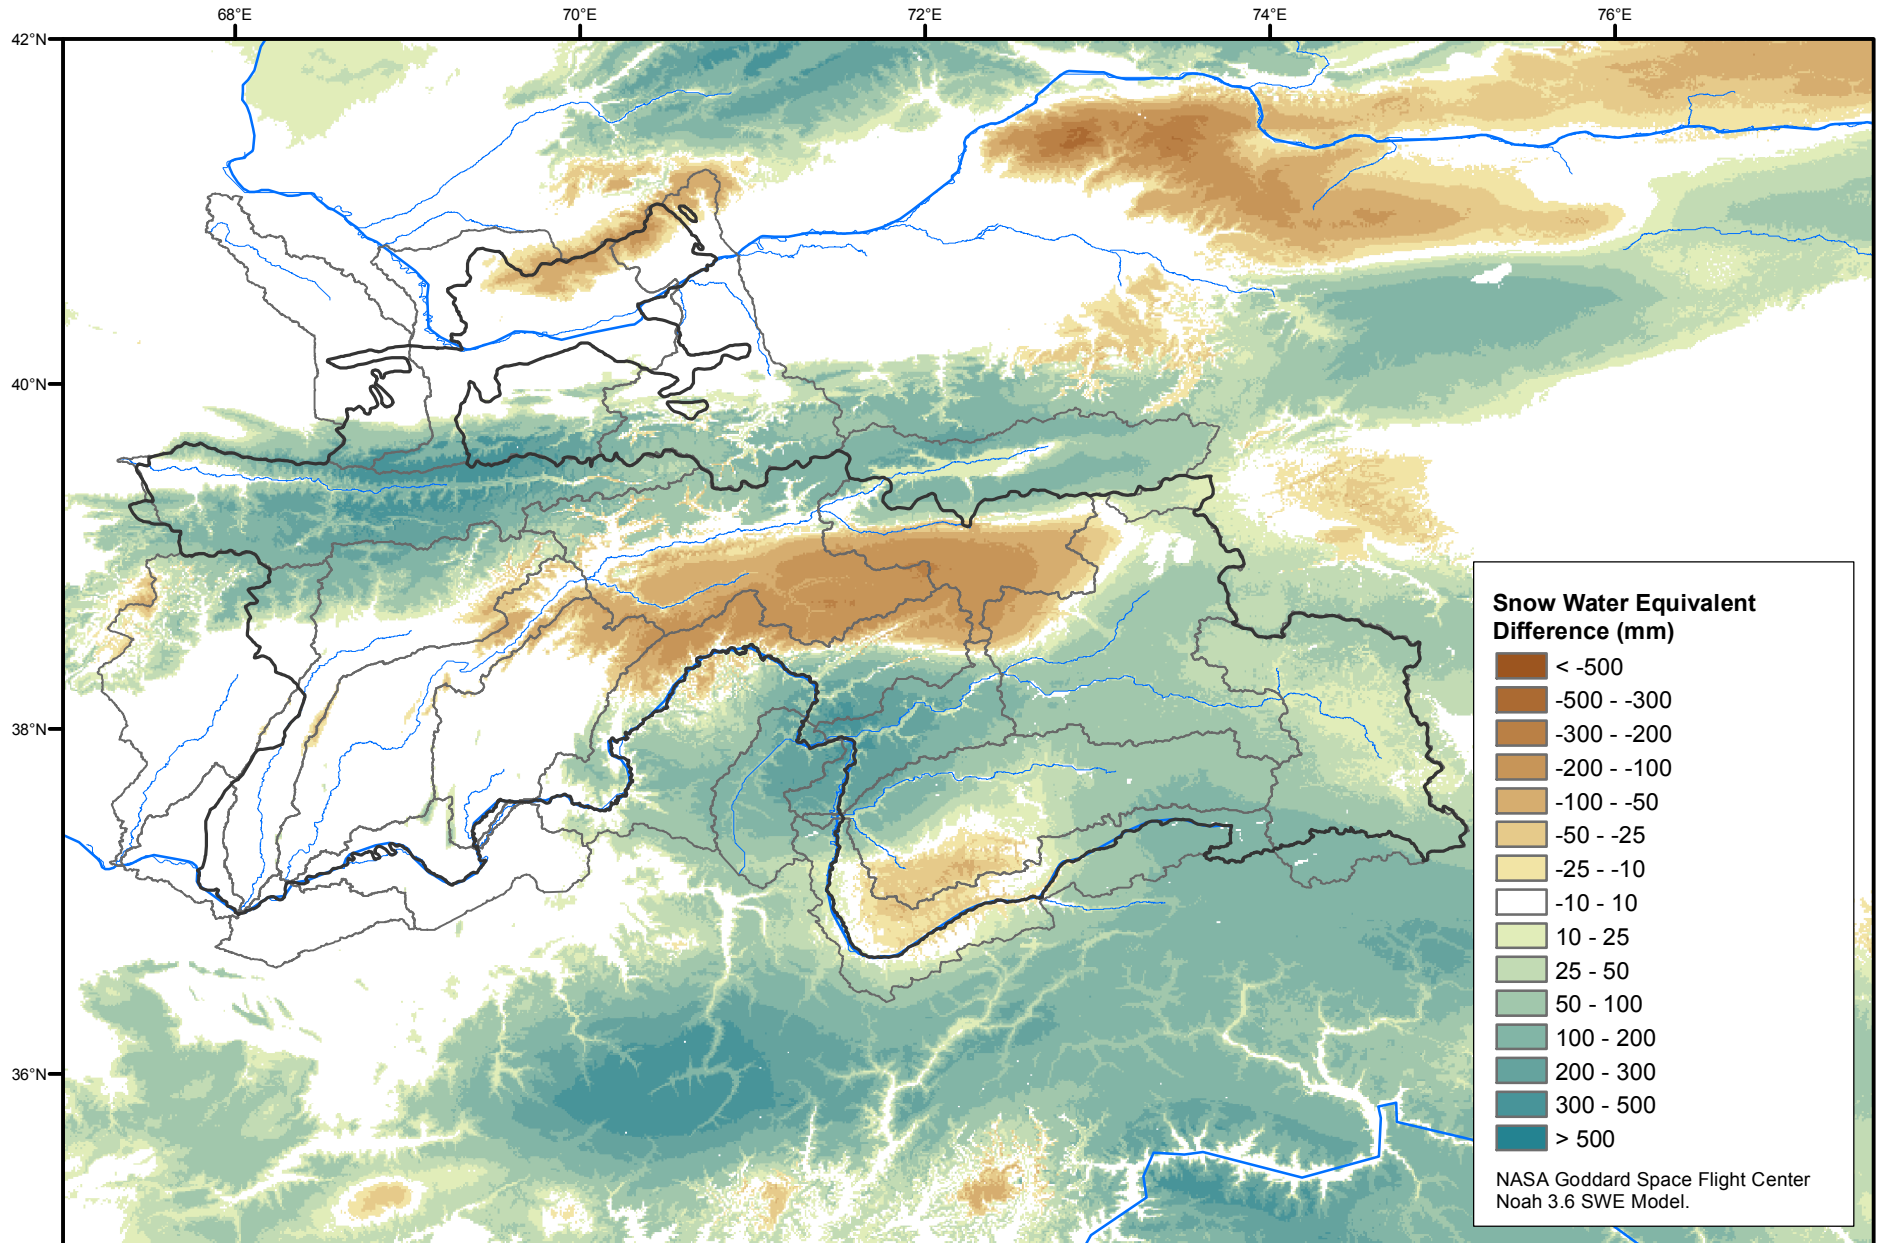 68°E 70°E 72°E 74°E 76°E
42°N
40°N
38°N
36°N
Snow Water Equivalent
Difference (mm)
< -500
-500 - -300
-300 - -200
-200 - -100
-100 - -50
-50 - -25
-25 - -10
-10 - 10
10 - 25
25 - 50
50 - 100
100 - 200
200 - 300
300 - 500
> 500
NASA Goddard Space Flight Center
Noah 3.6 SWE Model.